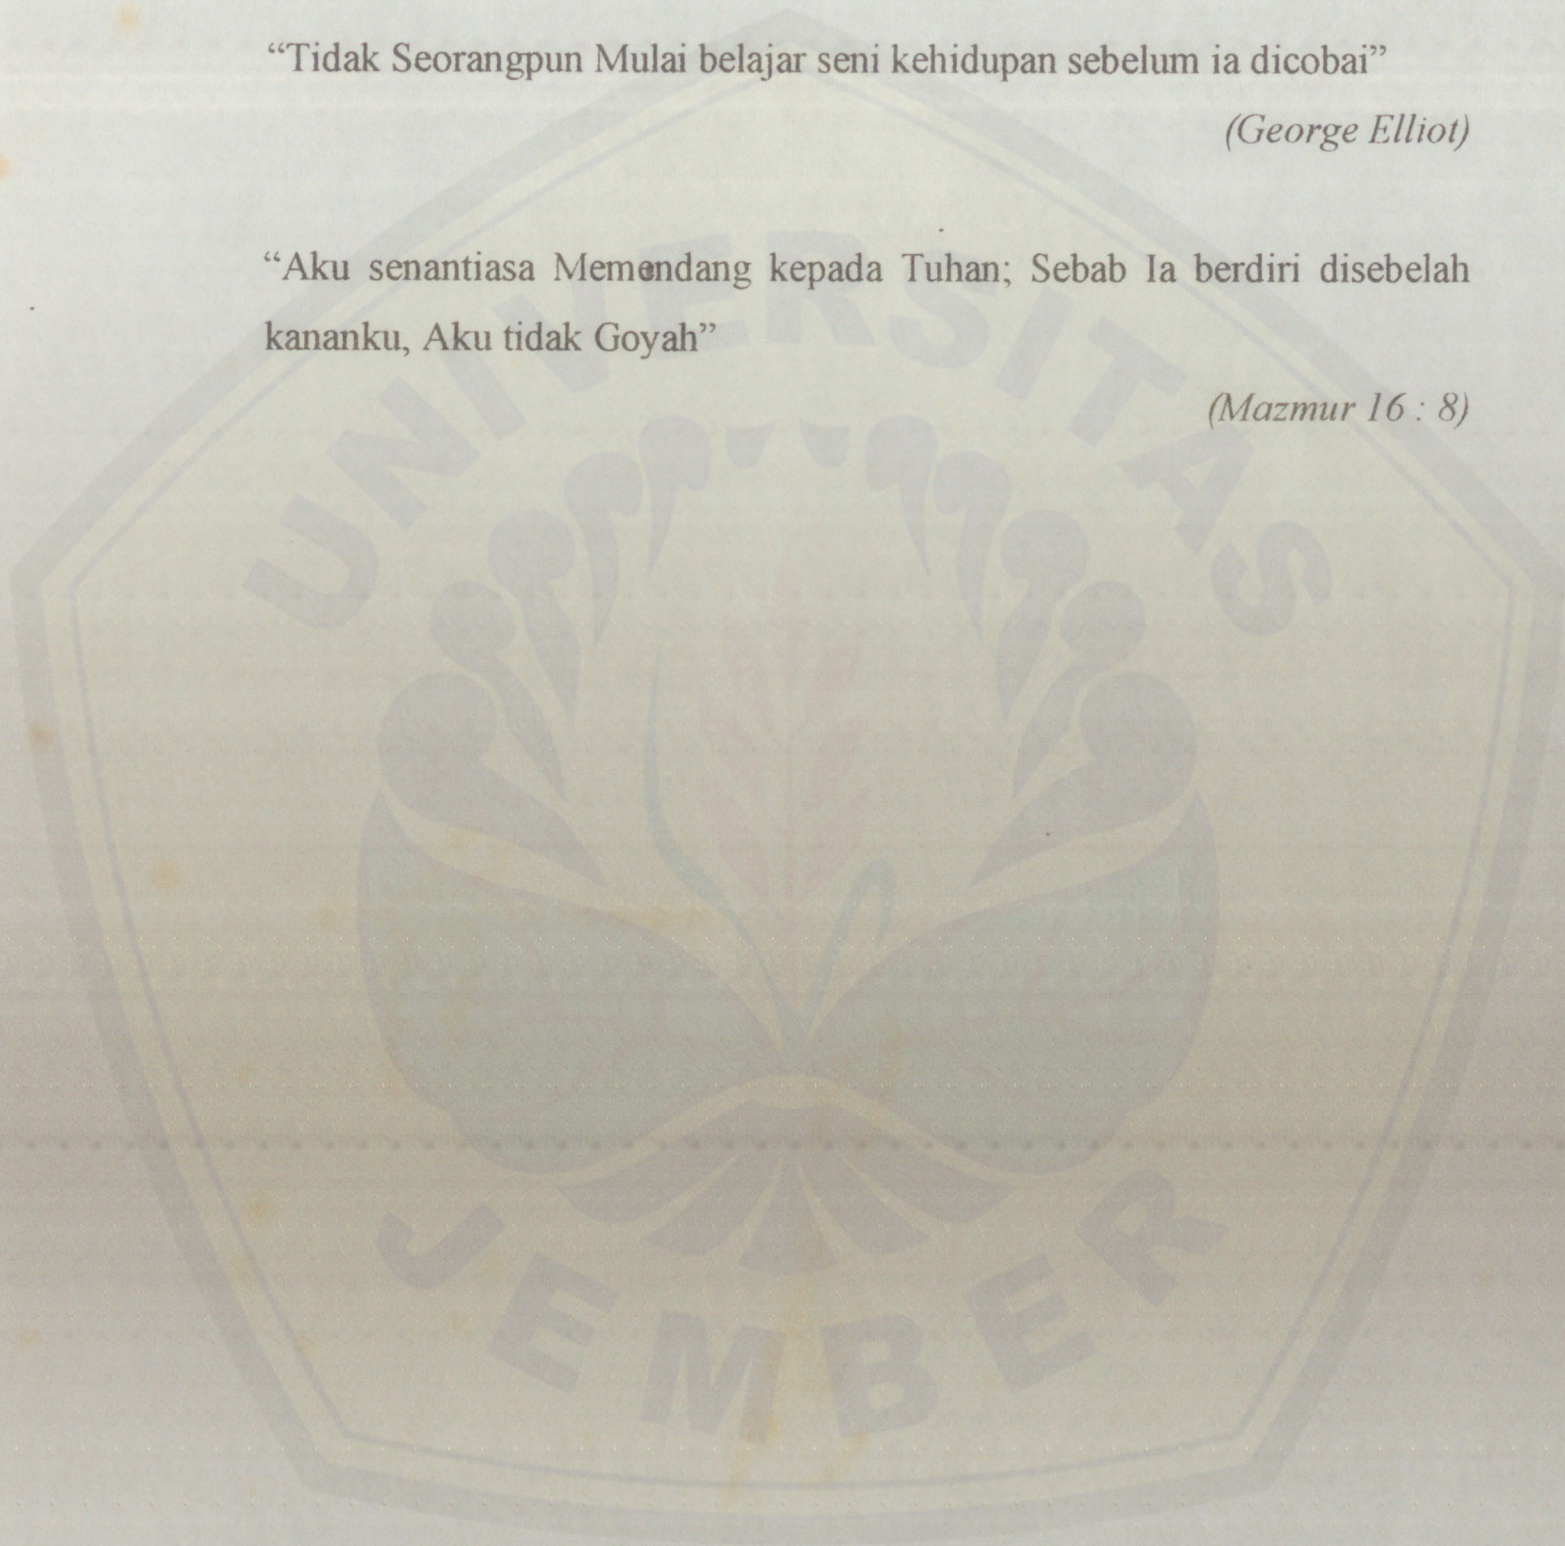 “Tidak Seorangpun Mulai belajar seni kehidupan sebelum ia dicobai”
(George Elliot)
“Aku senantiasa Memandang kepada Tuhan; Sebab Ia berdiri disebelah
kananku, Aku tidak Goyah”
(Mazmur 16 : 8)
UNIVERSITAS
JEMBER